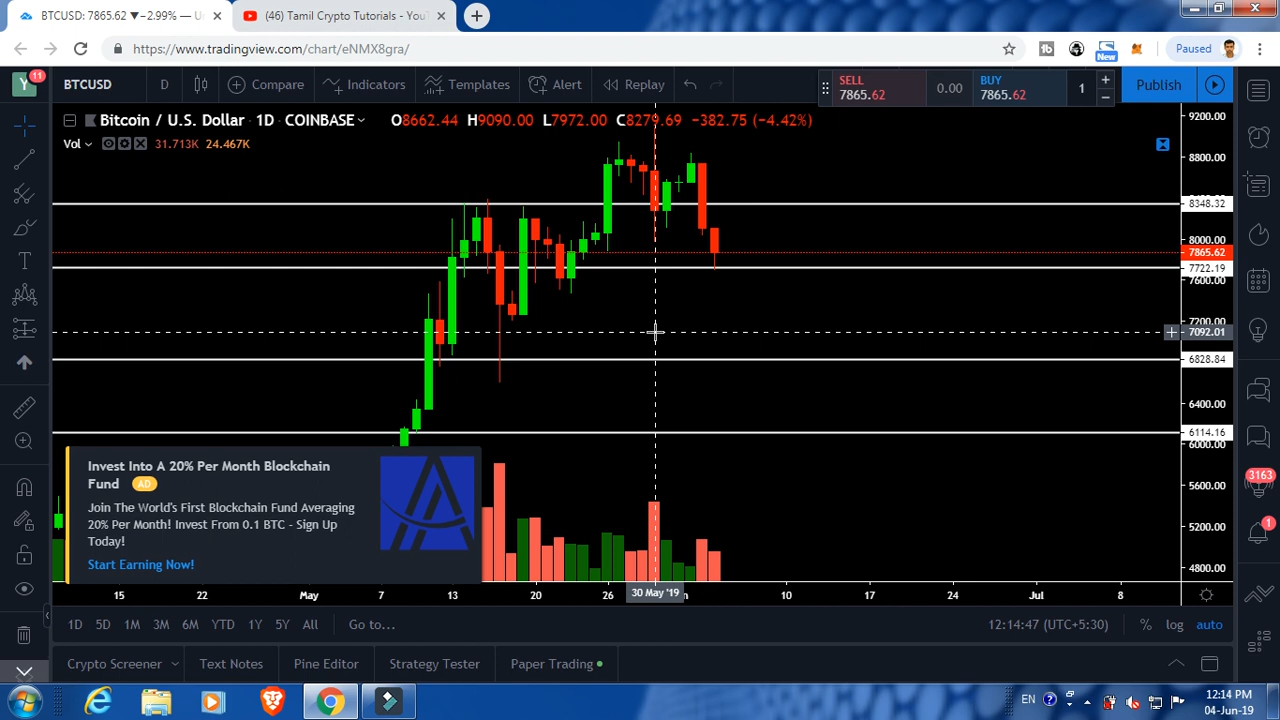 BTCUSD: 7865.62 ▼−2.99% — U
(46) Tamil Crypto Tutorials - You
https://www.tradingview.com/chart/eNMX8gra/
New
Paused
Y
11
BTCUSD
D
Compare
Indicators
Templates
Alert
Replay
SELL
7865.62
0.00
BUY
7865.62
1
Publish
Bitcoin / U.S. Dollar · 1D · COINBASE
O8662.44 H9090.00 L7972.00 C8279.69 −382.75 (−4.42%)
Vol
31.713K 24.467K
9200.00
8800.00
8348.32
8000.00
7865.62
7722.19
7600.00
7200.00
7092.01
6828.84
6400.00
6114.16
6000.00
5600.00
5200.00
4800.00
Invest Into A 20% Per Month Blockchain
Fund AD
Join The World's First Blockchain Fund Averaging
20% Per Month! Invest From 0.1 BTC - Sign Up
Today!
Start Earning Now!
3163
1
15 22 May 7 13 20 26 30 May '19 10 17 24 Jul 8
1D 5D 1M 3M 6M YTD 1Y 5Y All Go to...
12:14:47 (UTC+5:30) % log auto
Crypto Screener Text Notes Pine Editor Strategy Tester Paper Trading
EN
12:14 PM
04-Jun-19